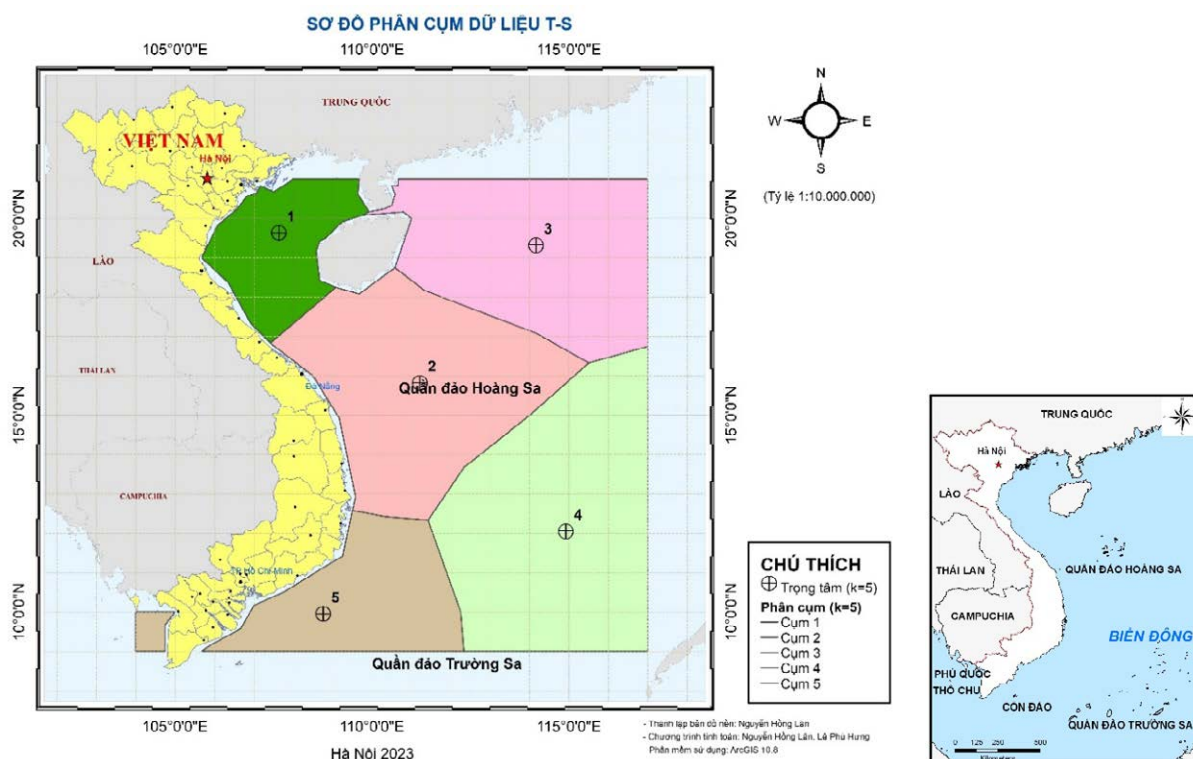 SƠ ĐỒ PHÂN CỤM DỮ LIỆU T-S
105°0'0"E 110°0'0"E 115°0'0"E
20°0'0"N
15°0'0"N
10°0'0"N
TRUNG QUỐC
VIỆT NAM
Hà Nội
LÀO
THÁI LAN
CAMPUCHIA
Đà Nẵng
TP. Hồ Chí Minh
1
3
2
Quần đảo Hoàng Sa
4
5
Quần đảo Trường Sa
20°0'0"N
15°0'0"N
10°0'0"N
105°0'0"E 110°0'0"E 115°0'0"E
Hà Nội 2023
N
W E
S
(Tỷ lệ 1:10.000.000)
CHÚ THÍCH
Trọng tâm (k=5)
Phân cụm (k=5)
Cụm 1
Cụm 2
Cụm 3
Cụm 4
Cụm 5
- Thành lập bản đồ nền: Nguyễn Hồng Lân
- Chương trình tính toán: Nguyễn Hồng Lân, Lê Phú Hưng
Phần mềm sử dụng: ArcGIS 10.8
TRUNG QUỐC
Hà Nội
LÀO
THÁI LAN
QUẦN ĐẢO HOÀNG SA
CAMPUCHIA
BIỂN ĐÔNG
PHÚ QUỐC
THỔ CHU
CÔN ĐẢO
QUẦN ĐẢO TRƯỜNG SA
0 125 250 500
Kilometers